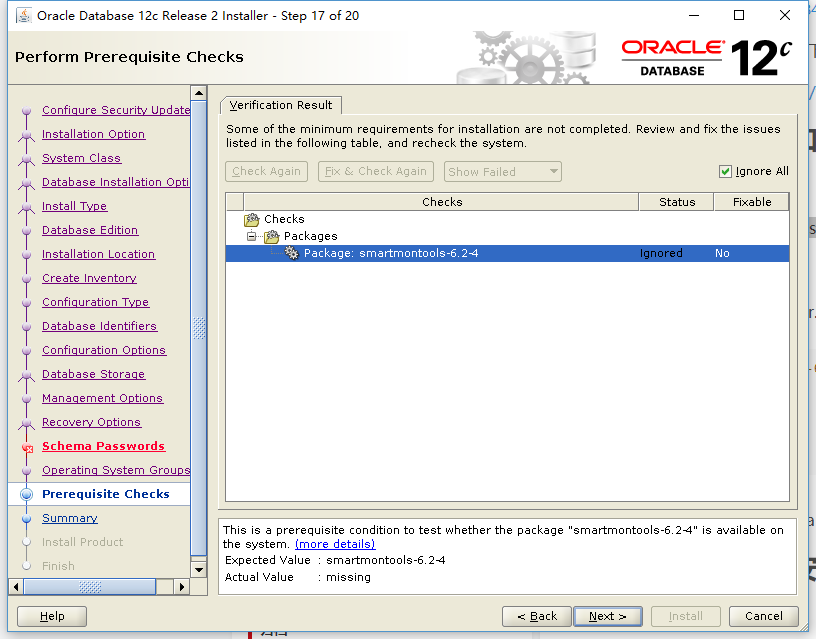 Oracle Database 12c Release 2 Installer - Step 17 of 20
Perform Prerequisite Checks
ORACLE
DATABASE
12c
Configure Security Update
Installation Option
System Class
Database Installation Opti
Install Type
Database Edition
Installation Location
Create Inventory
Configuration Type
Database Identifiers
Configuration Options
Database Storage
Management Options
Recovery Options
Schema Passwords
Operating System Groups
Prerequisite Checks
Summary
Install Product
Finish
Verification Result
Some of the minimum requirements for installation are not completed. Review and fix the issues
listed in the following table, and recheck the system.
Check Again Fix & Check Again Show Failed Ignore All
Checks Status Fixable
Checks
Packages
Package: smartmontools-6.2-4 Ignored No
This is a prerequisite condition to test whether the package "smartmontools-6.2-4" is available on
the system. (more details)
Expected Value : smartmontools-6.2-4
Actual Value : missing
Help < Back Next > Install Cancel